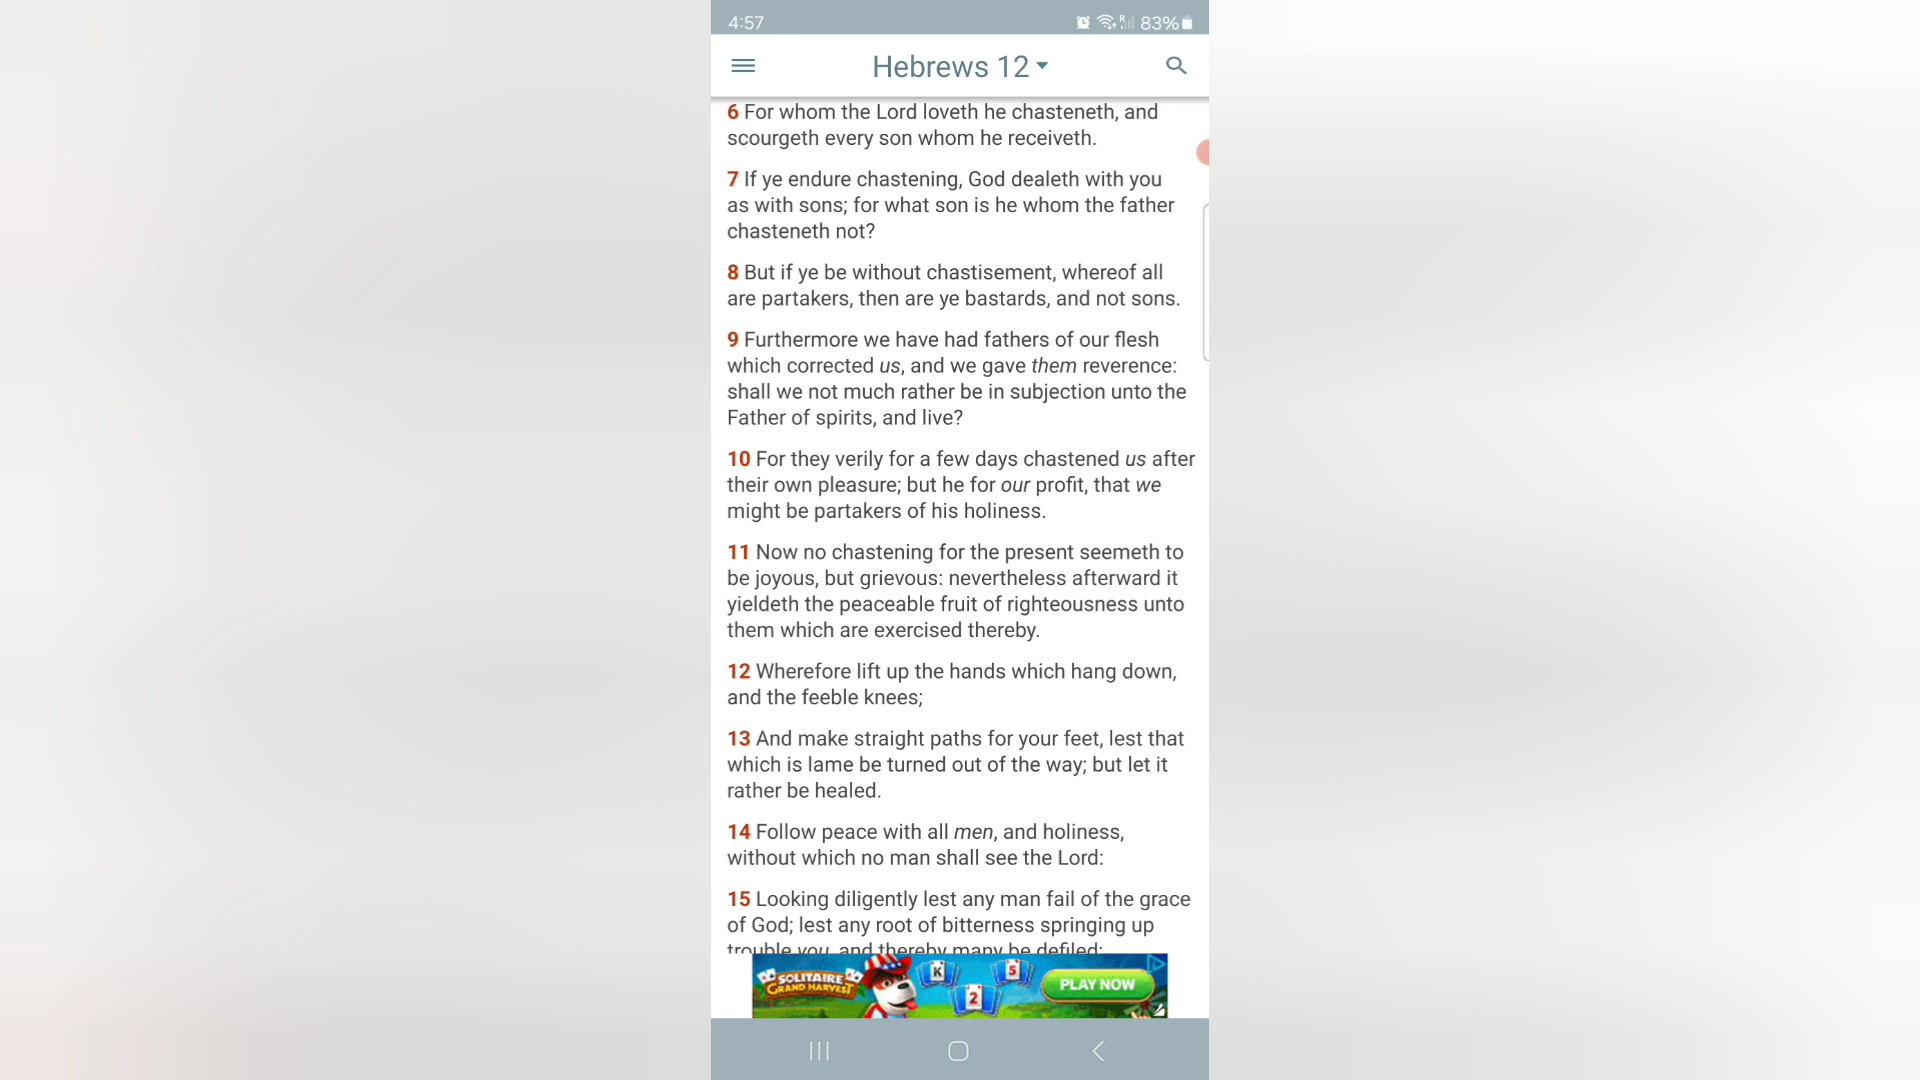 4:57
R
83%
Hebrews 12
6 For whom the Lord loveth he chasteneth, and
scourgeth every son whom he receiveth.
7 If ye endure chastening, God dealeth with you
as with sons; for what son is he whom the father
chasteneth not?
8 But if ye be without chastisement, whereof all
are partakers, then are ye bastards, and not sons.
9 Furthermore we have had fathers of our flesh
which corrected us, and we gave them reverence:
shall we not much rather be in subjection unto the
Father of spirits, and live?
10 For they verily for a few days chastened us after
their own pleasure; but he for our profit, that we
might be partakers of his holiness.
11 Now no chastening for the present seemeth to
be joyous, but grievous: nevertheless afterward it
yieldeth the peaceable fruit of righteousness unto
them which are exercised thereby.
12 Wherefore lift up the hands which hang down,
and the feeble knees;
13 And make straight paths for your feet, lest that
which is lame be turned out of the way; but let it
rather be healed.
14 Follow peace with all men, and holiness,
without which no man shall see the Lord:
15 Looking diligently lest any man fail of the grace
of God; lest any root of bitterness springing up
trouble you, and thereby many be defiled;
SOLITAIRE
GRAND HARVEST
K
2
5
PLAY NOW